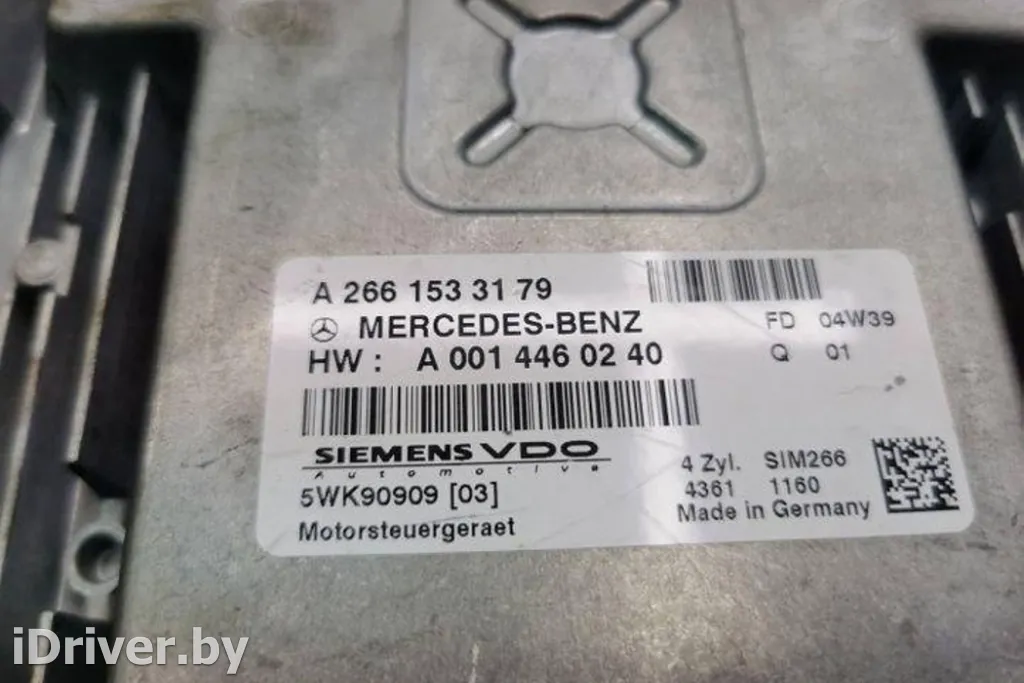 A 266 153 31 79
MERCEDES-BENZ
FD 04W39
HW : A 001 446 02 40
Q 01
SIEMENS VDO
Automotive
4 Zyl. SIM266
5WK90909 [03]
4361 1160
Motorsteuergeraet
Made in Germany
iDriver.by